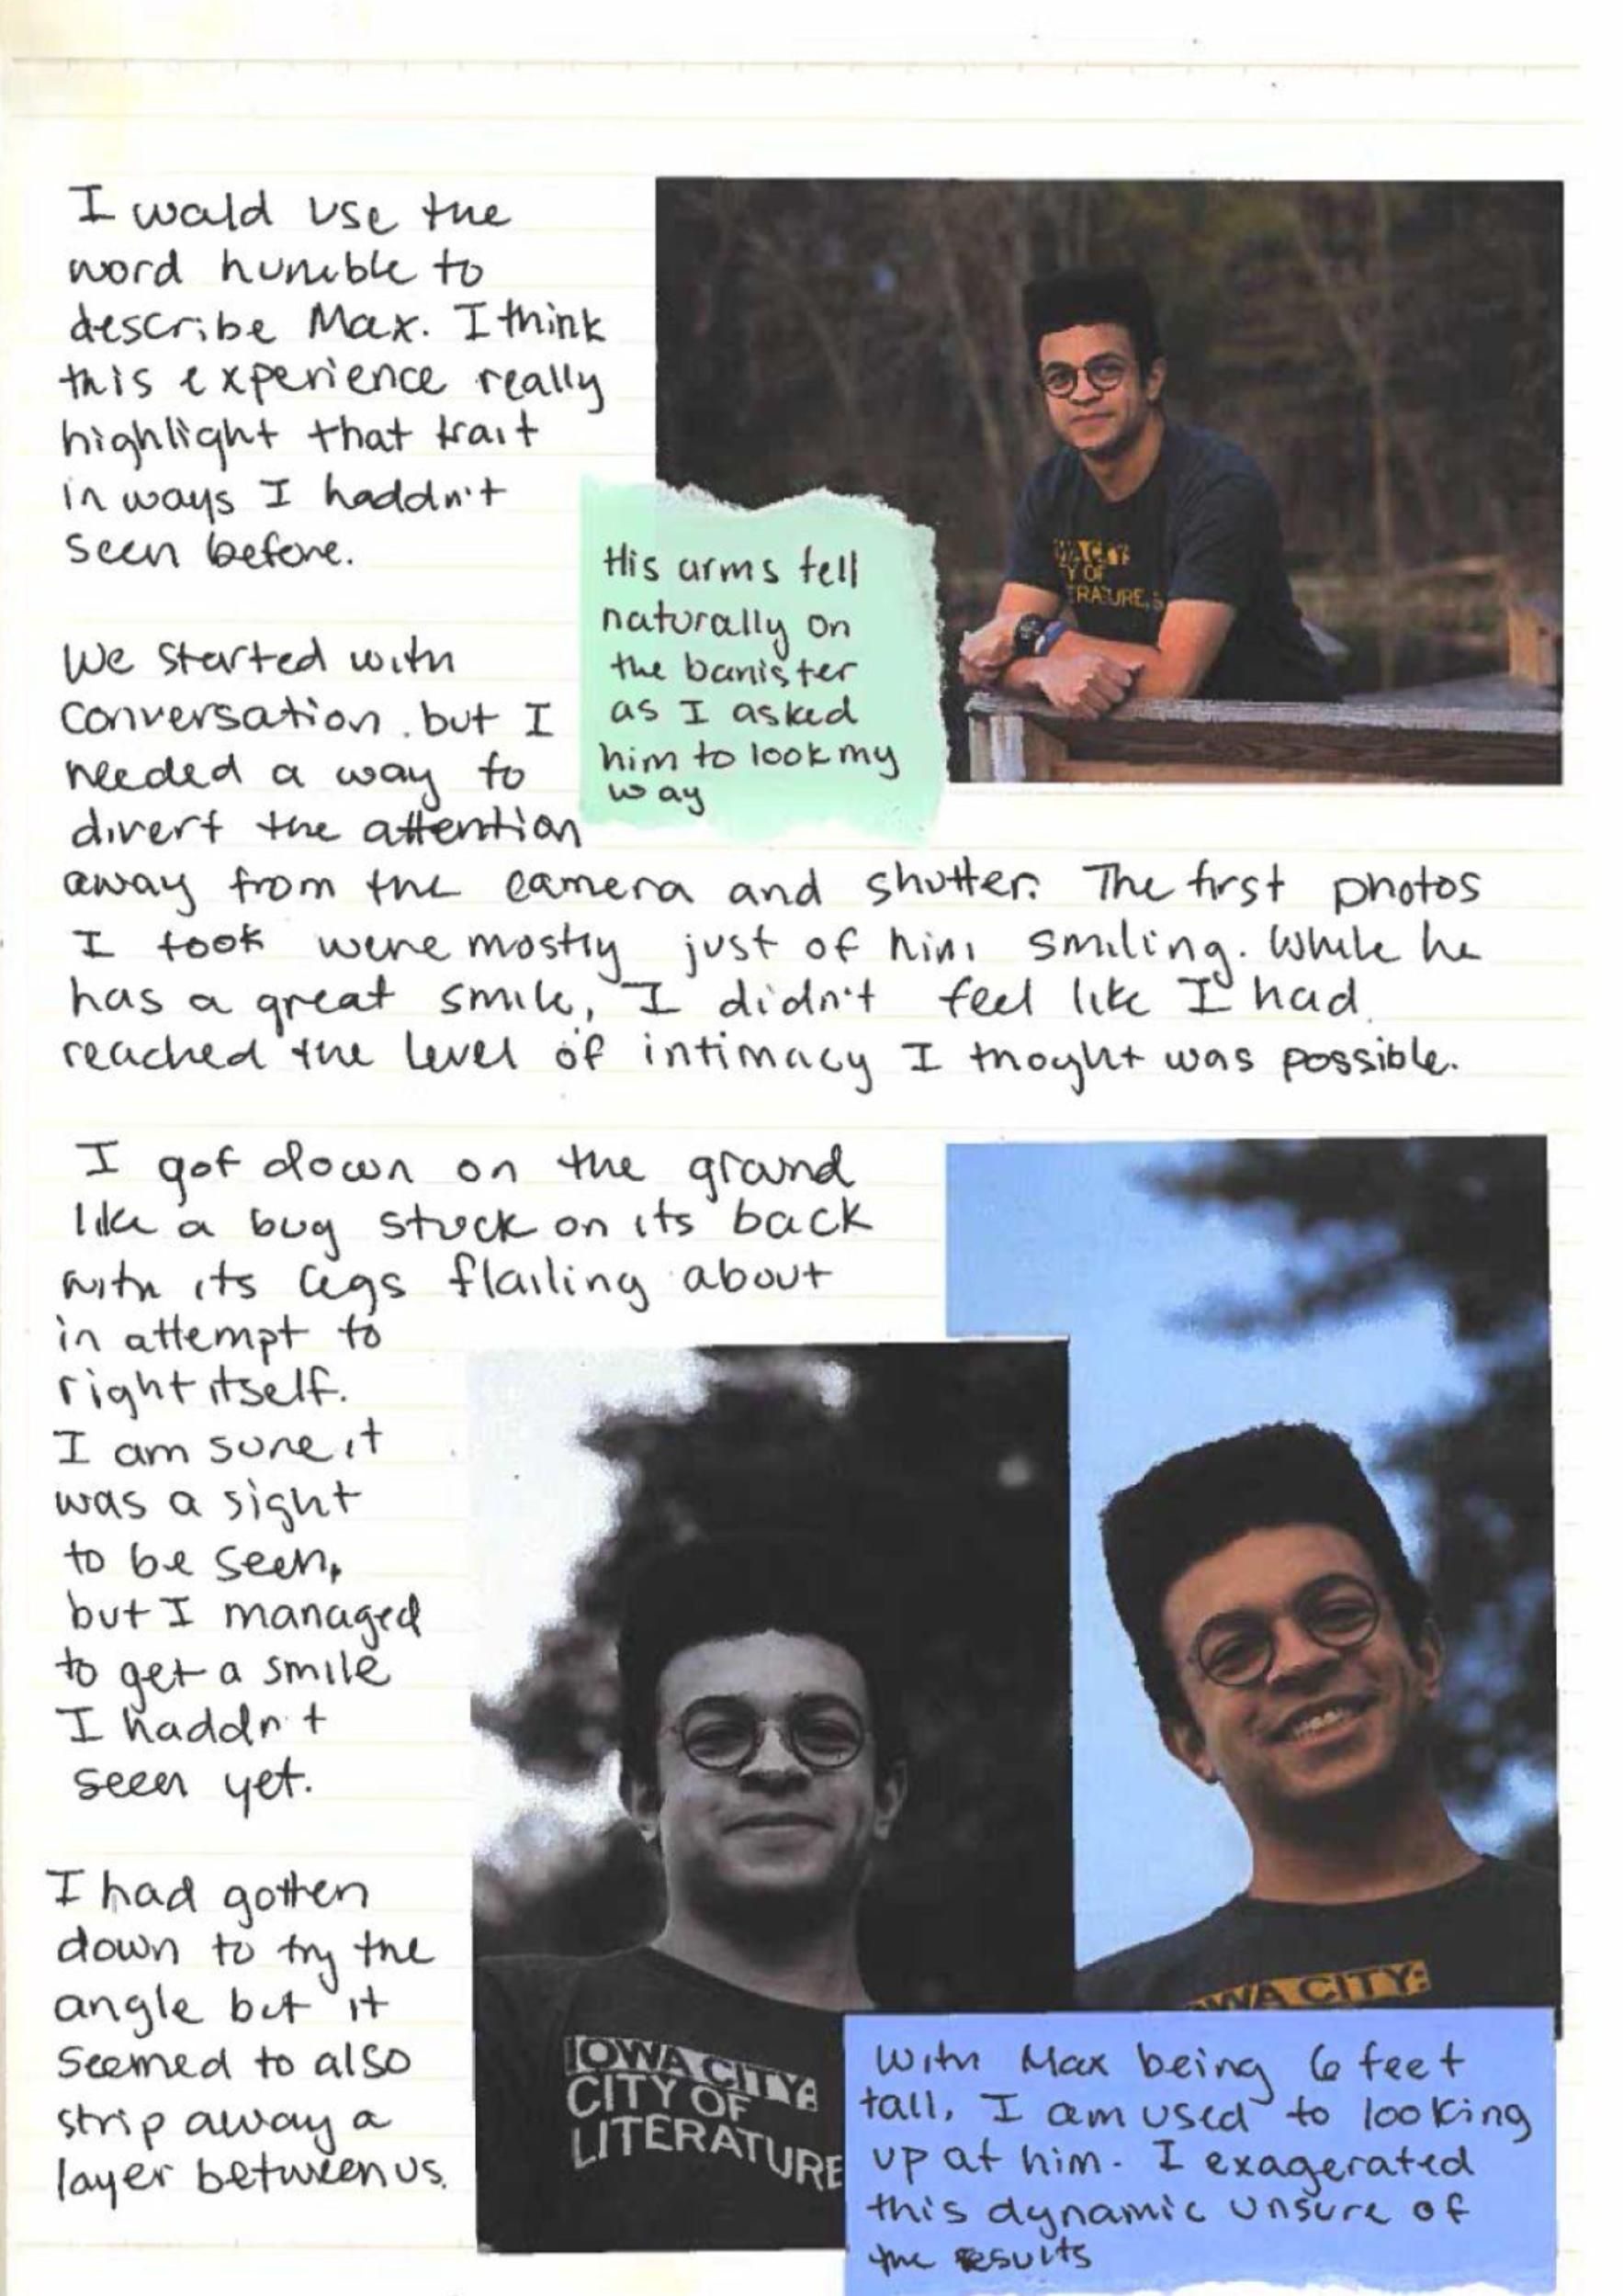 I would use the
word humble to
describe Max. I think
this experience really
highlight that trait
in ways I haddn't
seen before.
WA CITY:
Y OF
ERATURE, S
His arms fell
naturally on
the banister
as I asked
him to look my
way
We started with
conversation. but I
needed a way to
divert the attention
away from the camera and shutter. The first photos
I took were mostly just of him smiling. While he
has a great smile, I didn't feel like I had
reached the level of intimacy I thoght was possible.
I got down on the ground
like a bug stuck on its back
with its legs flailing about
in attempt to
right itself.
I am sure it
was a sight
to be seen,
but I managed
to get a smile
I haddn't
seen yet.
I had gotten
down to try the
angle but it
seemed to also
strip away a
layer between us.
IOWA CITY:
CITY OF
LITERATURE
OWA CITY:
With Max being 6 feet
tall, I am used to looking
up at him. I exagerated
this dynamic unsure of
the results